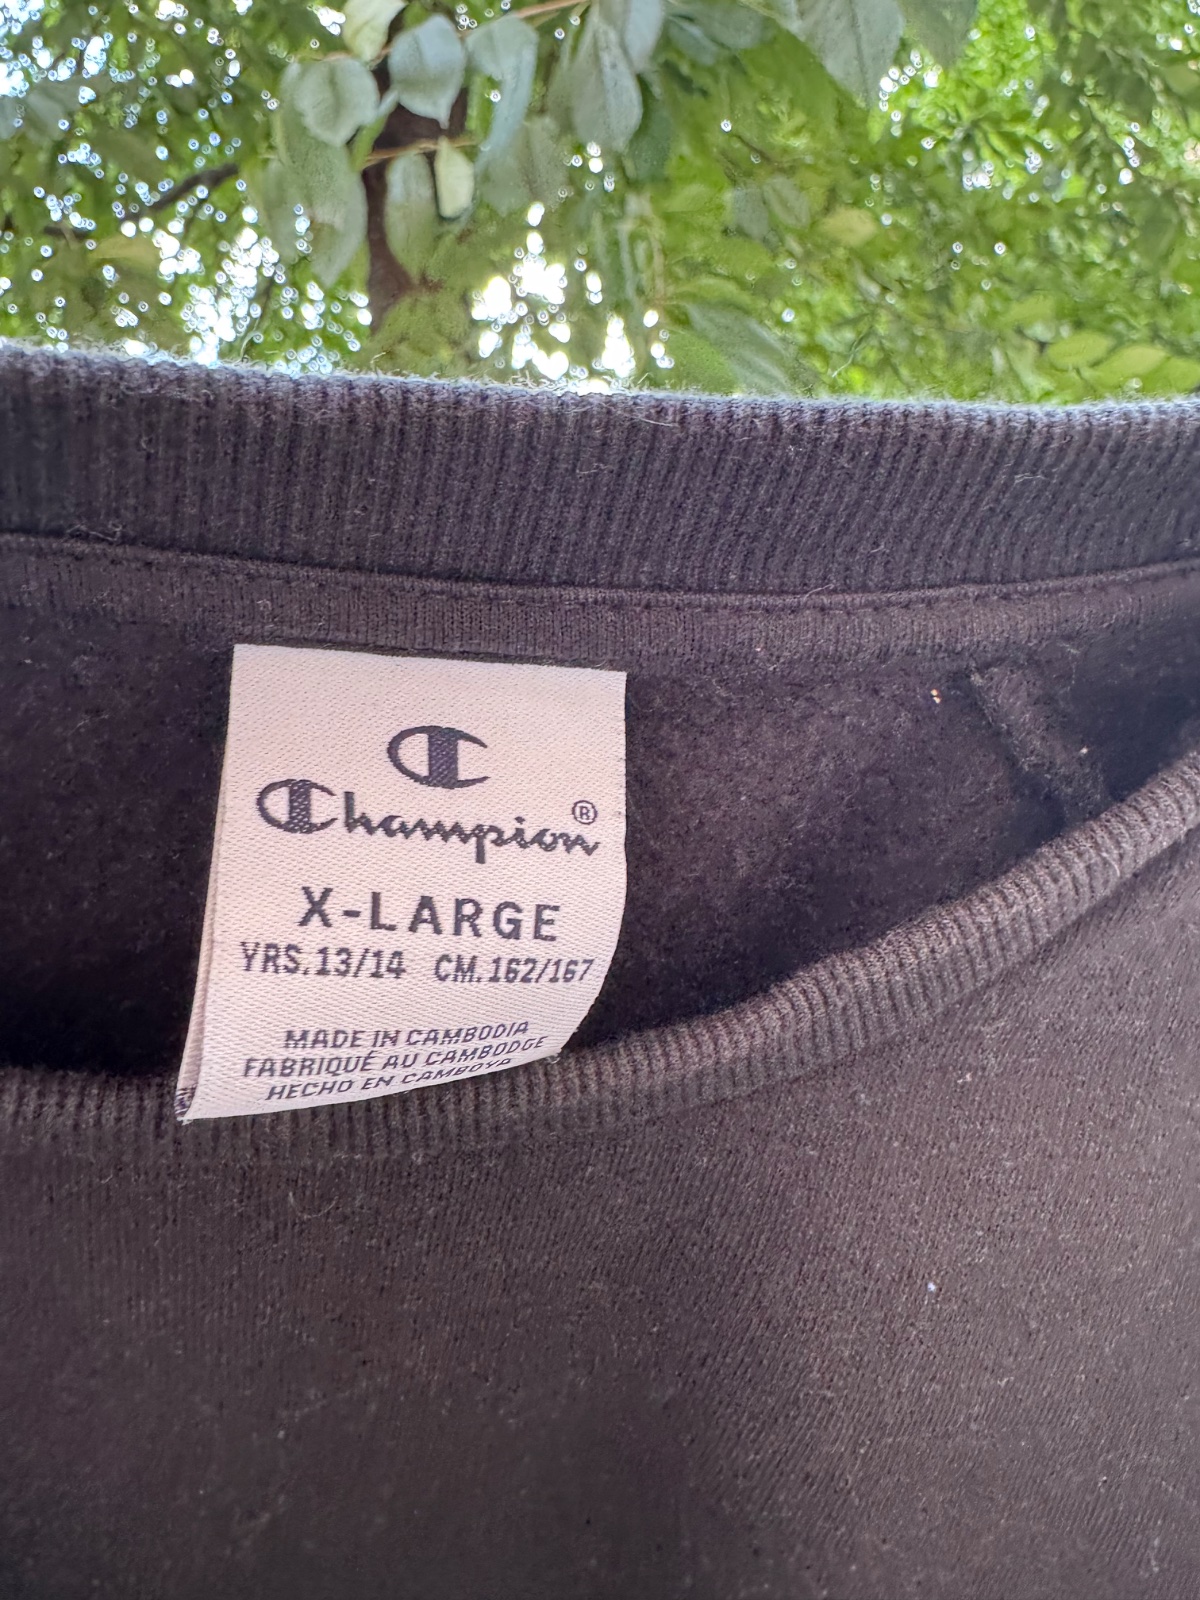 Champion®
X-LARGE
YRS.13/14 CM.162/167
MADE IN CAMBODIA
FABRIQUÉ AU CAMBODGE
HECHO EN CAMBOYA